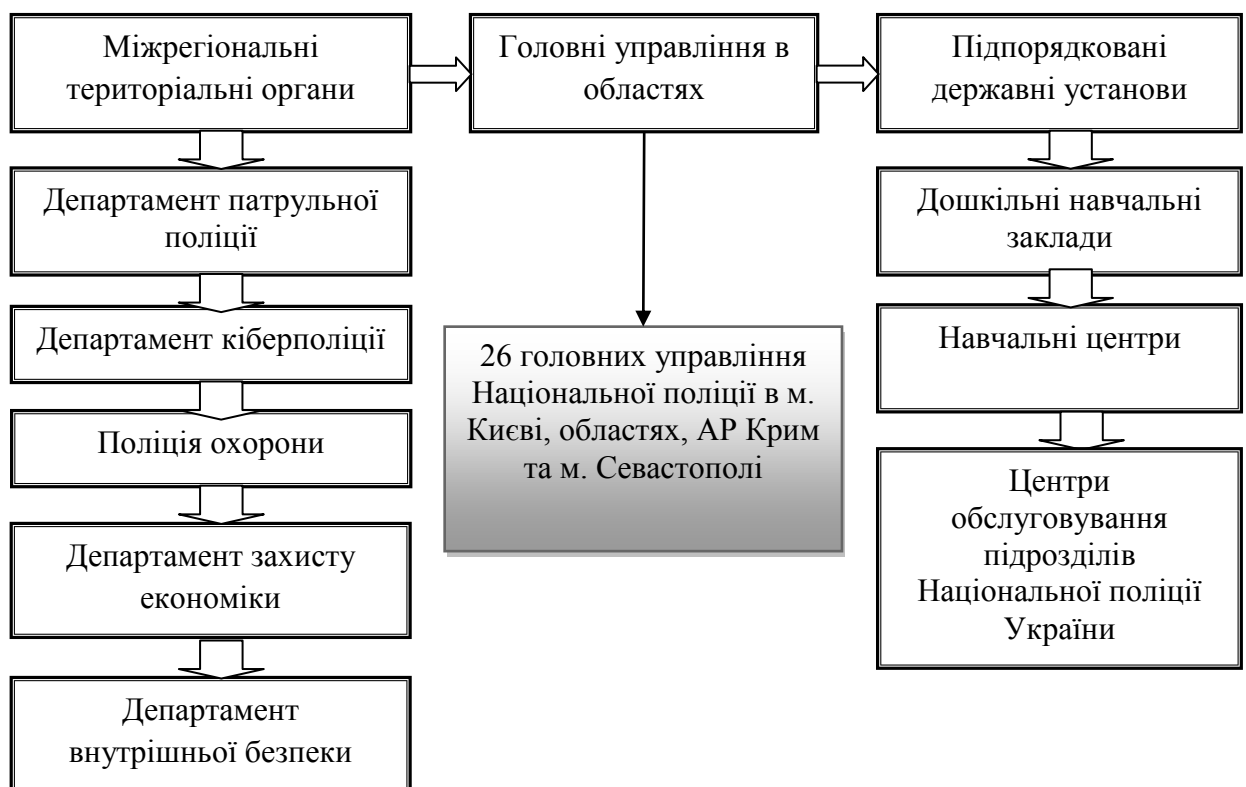 Міжрегіональні
територіальні органи
Головні управління в
областях
Підпорядковані
державні установи
Департамент патрульної
поліції
Дошкільні навчальні
заклади
Департамент кіберполіції
26 головних управління
Національної поліції в м.
Києві, областях, АР Крим
та м. Севастополі
Навчальні центри
Поліція охорони
Центри
обслуговування
підрозділів
Національної поліції
України
Департамент захисту
економіки
Департамент
внутрішньої безпеки